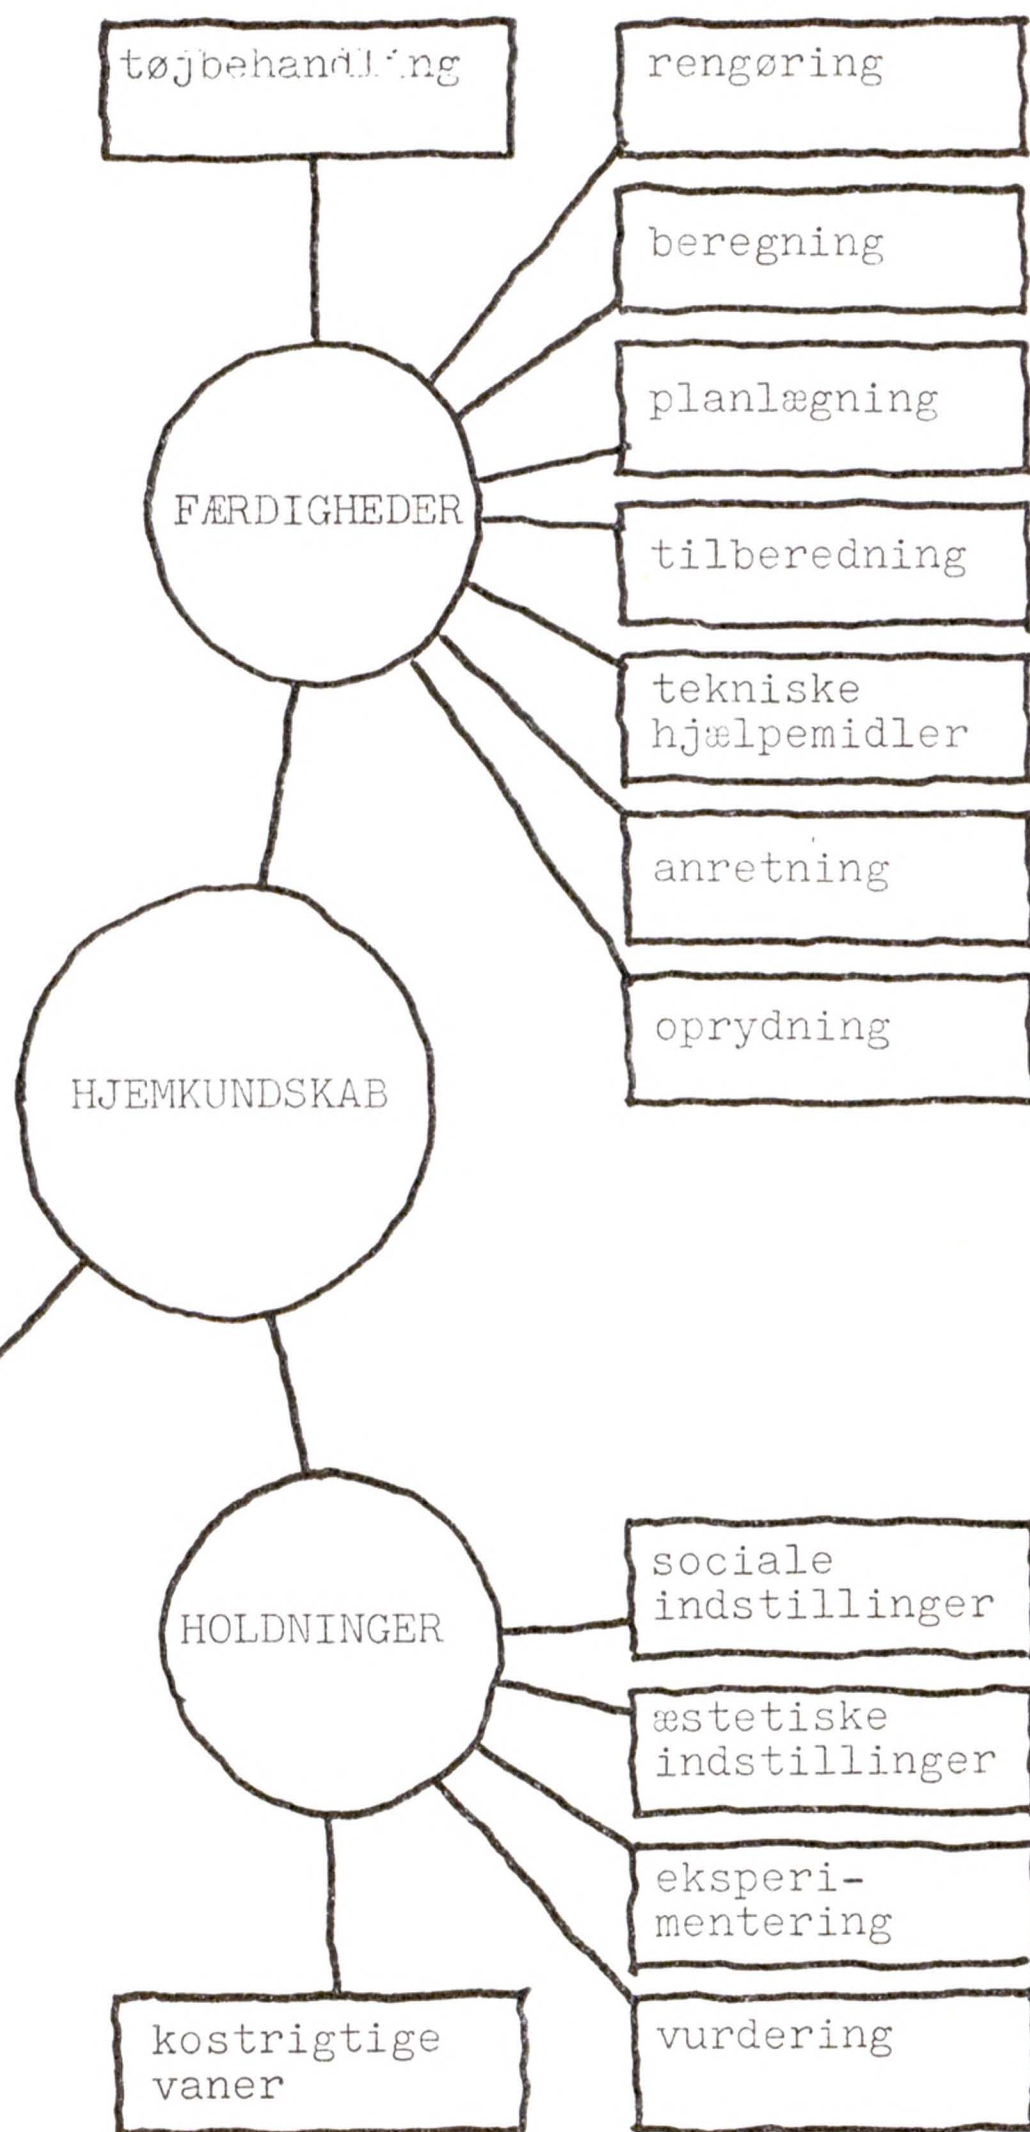 tøjbehandling
rengøring
beregning
planlægning
FÆRDIGHEDER
tilberedning
tekniske
hjælpemidler
anretning
oprydning
HJEMKUNDSKAB
HOLDNINGER
sociale
indstillinger
æstetiske
indstillinger
eksperi-
mentering
vurdering
kostrigtige
vaner